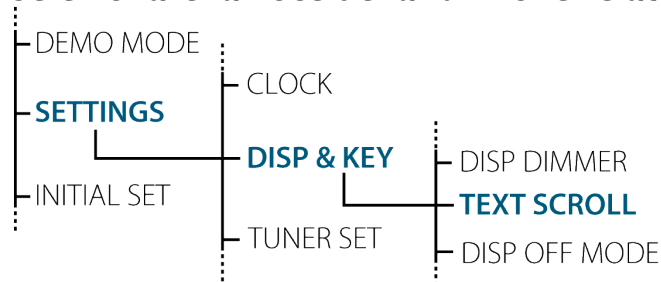 DEMO MODE
SETTINGS
INITIAL SET
CLOCK
DISP & KEY
TUNER SET
DISP DIMMER
TEXT SCROLL
DISP OFF MODE